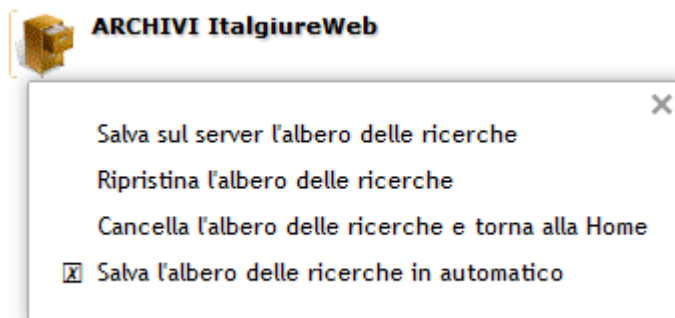 ARCHIVI ItalgiureWeb
Salva sul server l'albero delle ricerche
Ripristina l'albero delle ricerche
Cancella l'albero delle ricerche e torna alla Home
Salva l'albero delle ricerche in automatico